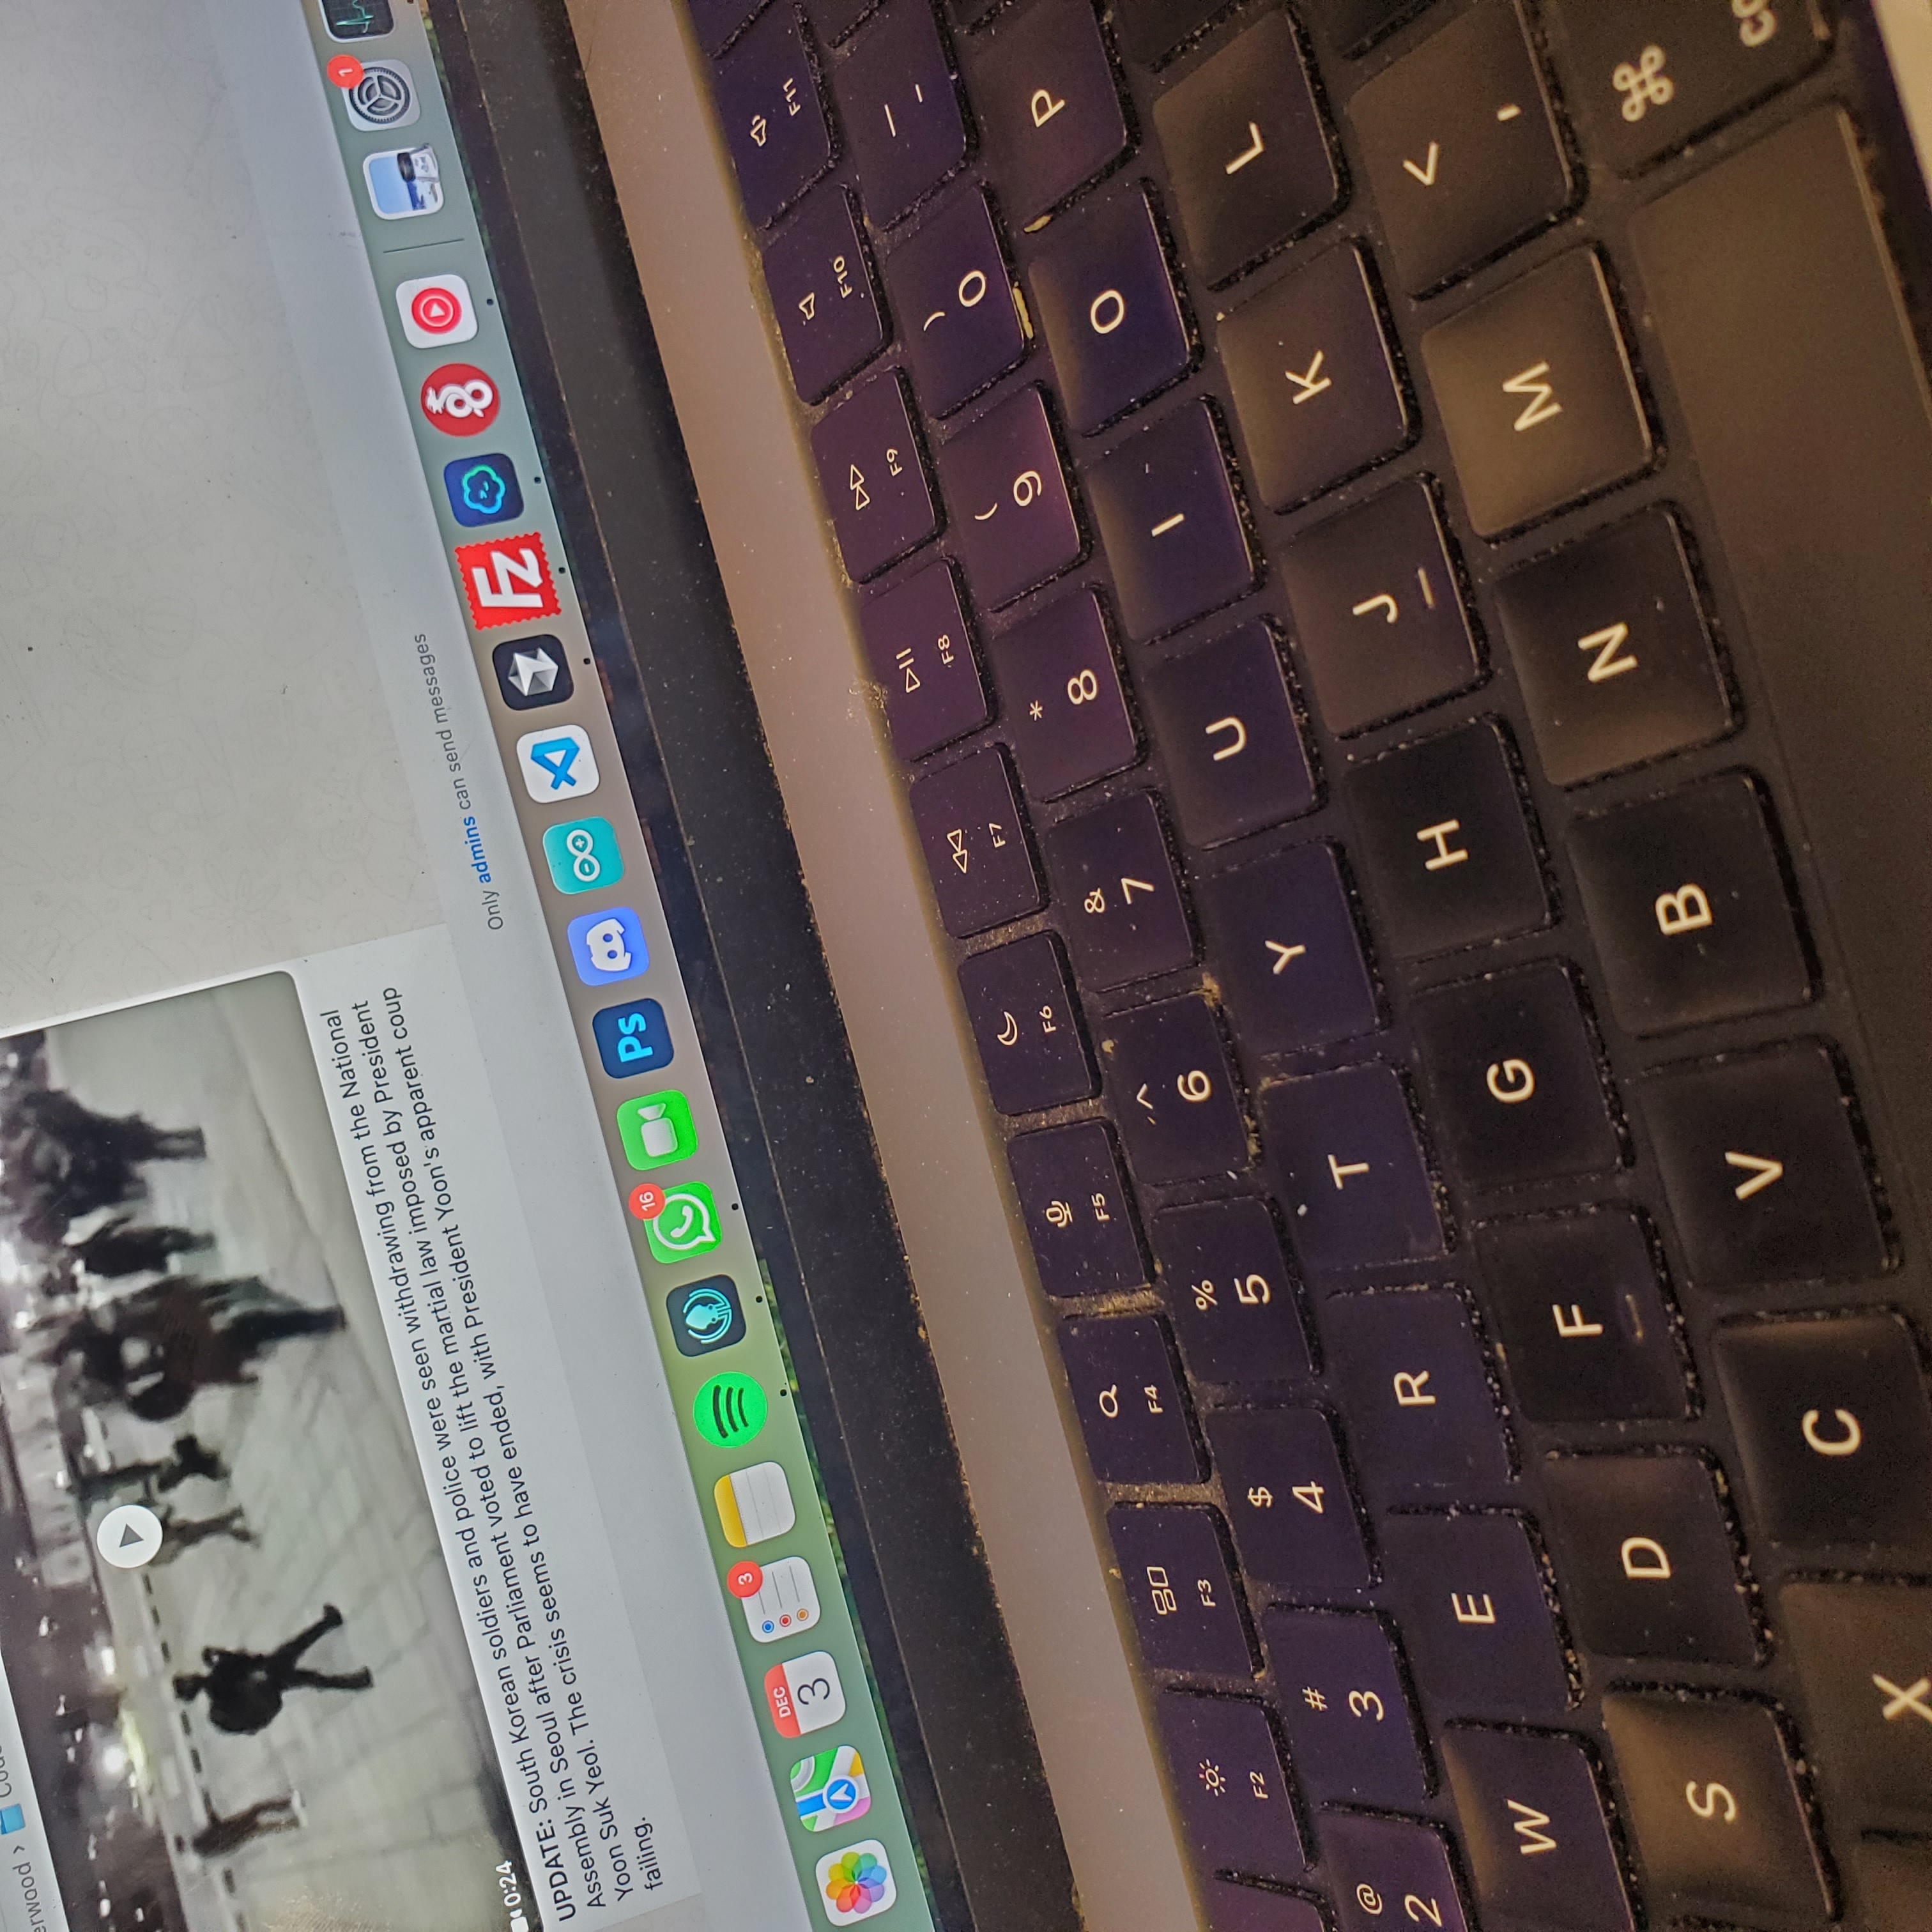 0:24
UPDATE: South Korean soldiers and police were seen withdrawing from the National
Assembly in Seoul after Parliament voted to lift the martial law imposed by President
Yoon Suk Yeol. The crisis seems to have ended, with President Yoon's apparent coup
failing.
Only admins can send messages
DEC
3
3
16
Ps
Fz
1
F2
F3
F4
F5
F6
F7
F8
F9
F10
F11
@ 2
# 3
$ 4
% 5
^ 6
& 7
* 8
( 9
) 0
— -
W E R T Y U I O P
S D F G H J K L
X C V B N M < ,
⌘